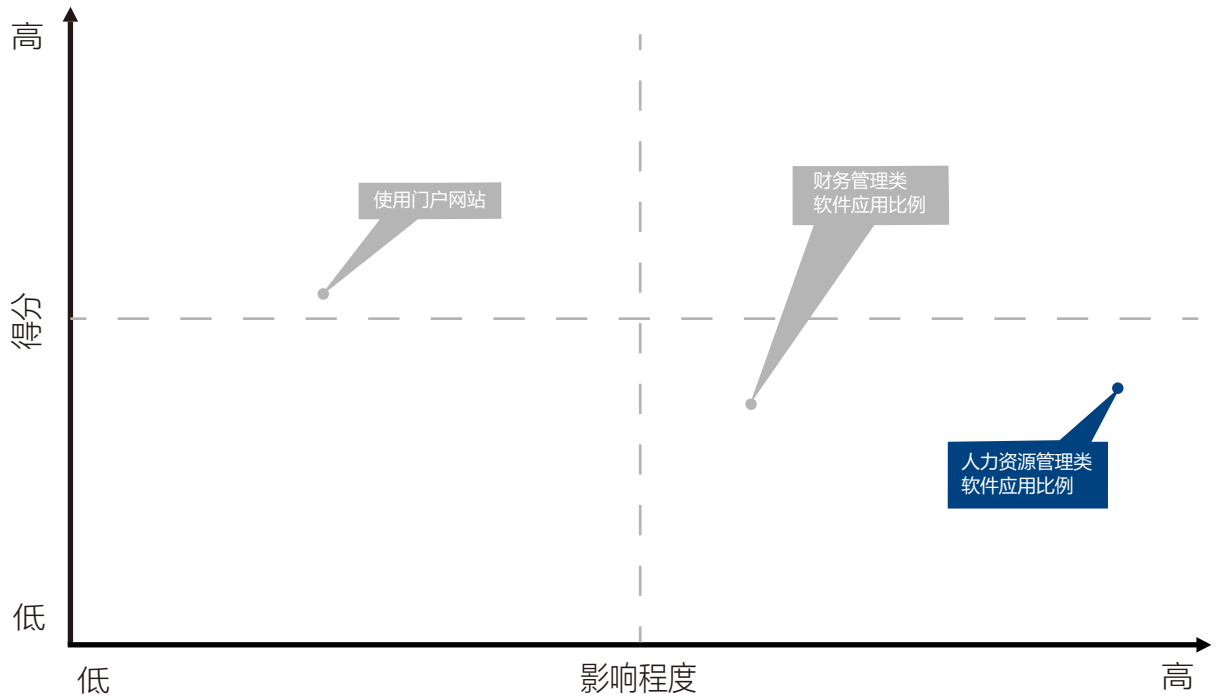 高
使用门户网站
财务管理类
软件应用比例
得分
人力资源管理类
软件应用比例
低
低
影响程度
高